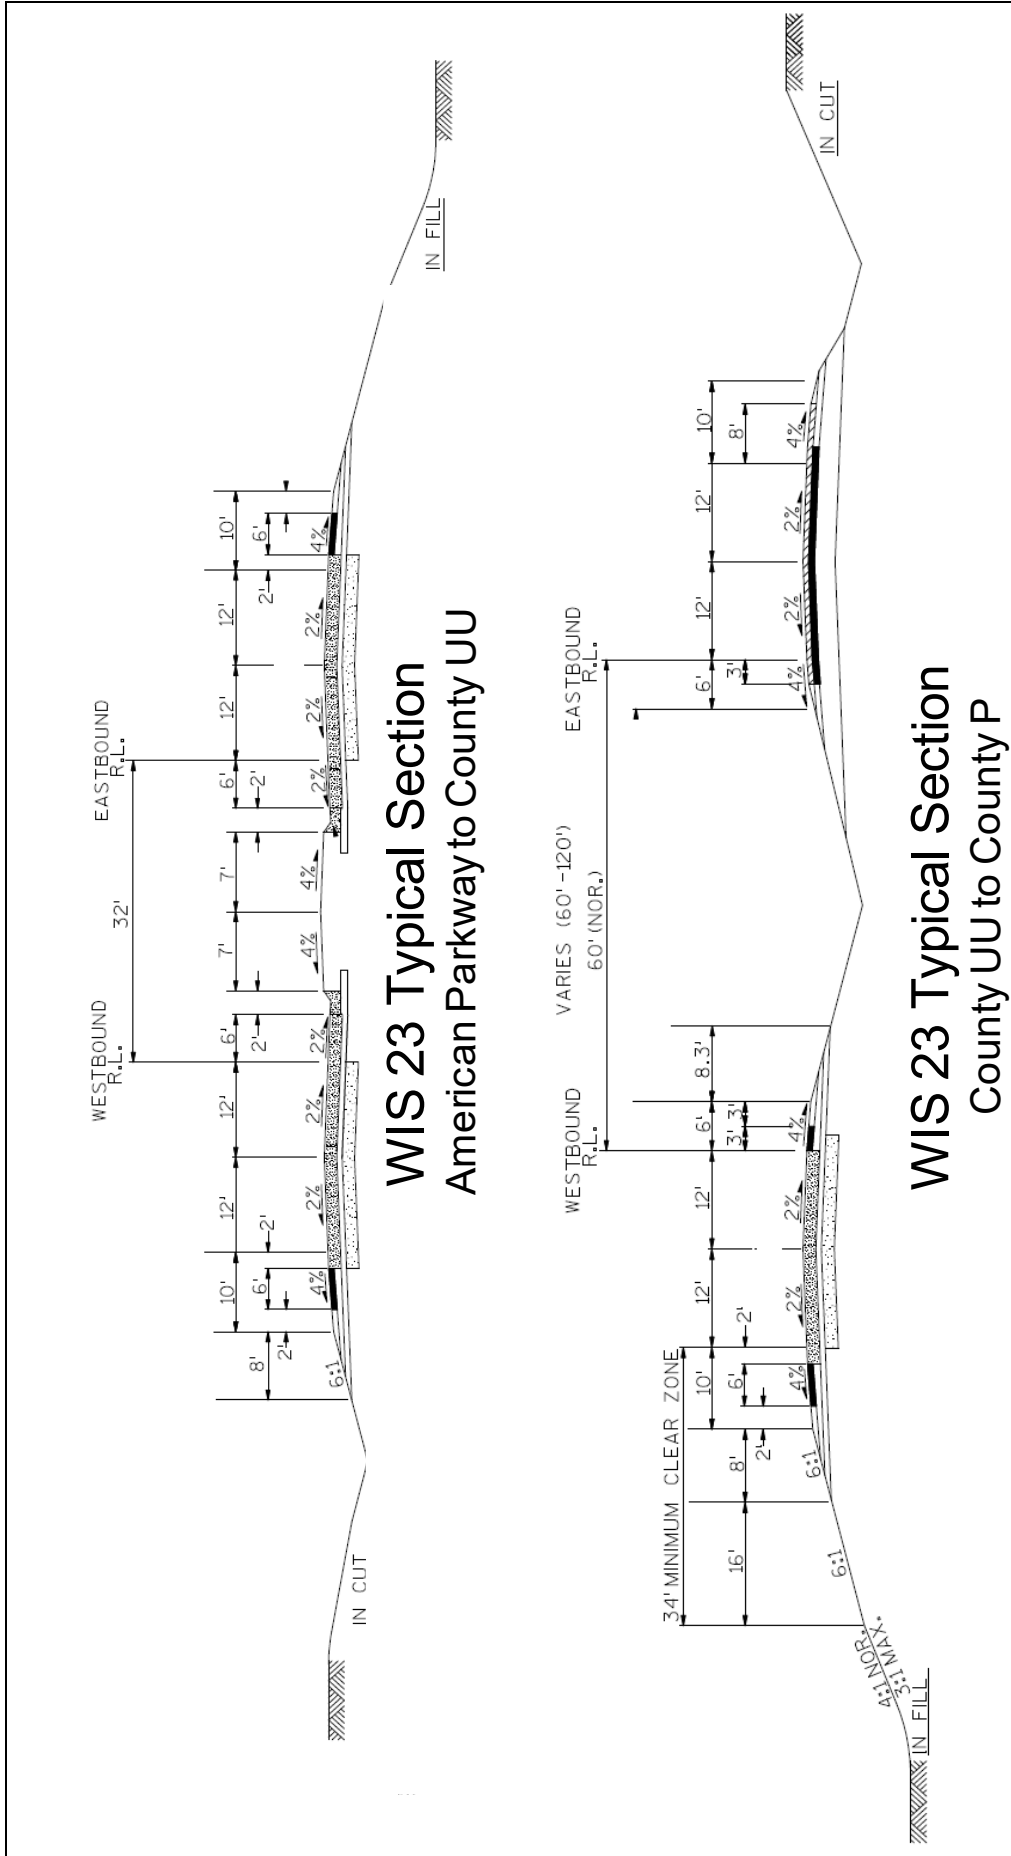 WESTBOUND EASTBOUND
R.L. R.L.
32'
10' 12' 12' 6' 7' 7' 6' 12' 12' 10'
8' 6' 2' 2' 2' 2' 6'
2'
4% 2% 2% 2% 4% 4% 2% 2% 2% 4%
6:1
IN CUT
IN FILL
WIS 23 Typical Section
American Parkway to County UU
VARIES (60'-120')
WESTBOUND EASTBOUND
R.L. 60' (NOR.) R.L.
34' MINIMUM CLEAR ZONE
10' 12' 12' 6' 8.3' 6' 12' 12' 10'
16' 8' 6' 2' 3' 3' 3' 8'
2'
4% 2% 2% 4% 4% 2% 2% 4%
6:1
6:1
IN CUT
4:1 NOR.
3:1 MAX.
IN FILL
WIS 23 Typical Section
County UU to County P